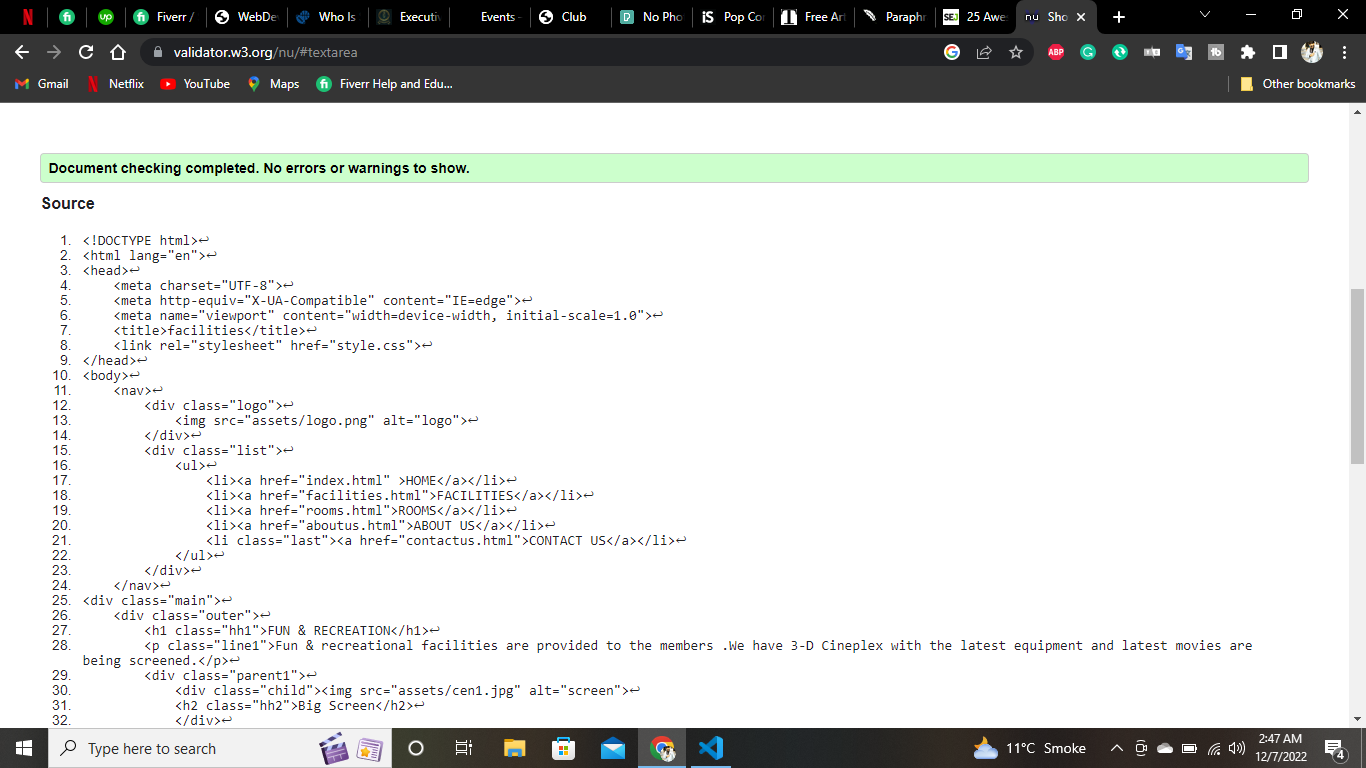 Fiverr /
WebDev
Who Is
Executiv
Events -
Club
No Pho
Pop Cor
Free Art
Paraphr
25 Awes
Sho
validator.w3.org/nu/#textarea
Gmail
Netflix
YouTube
Maps
Fiverr Help and Edu...
Other bookmarks
Document checking completed. No errors or warnings to show.
Source
1. <!DOCTYPE html>↩
2. <html lang="en">↩
3. <head>↩
4. <meta charset="UTF-8">↩
5. <meta http-equiv="X-UA-Compatible" content="IE=edge">↩
6. <meta name="viewport" content="width=device-width, initial-scale=1.0">↩
7. <title>facilities</title>↩
8. <link rel="stylesheet" href="style.css">↩
9. </head>↩
10. <body>↩
11. <nav>↩
12. <div class="logo">↩
13. <img src="assets/logo.png" alt="logo">↩
14. </div>↩
15. <div class="list">↩
16. <ul>↩
17. <li><a href="index.html" >HOME</a></li>↩
18. <li><a href="facilities.html">FACILITIES</a></li>↩
19. <li><a href="rooms.html">ROOMS</a></li>↩
20. <li><a href="aboutus.html">ABOUT US</a></li>↩
21. <li class="last"><a href="contactus.html">CONTACT US</a></li>↩
22. </ul>↩
23. </div>↩
24. </nav>↩
25. <div class="main">↩
26. <div class="outer">↩
27. <h1 class="hh1">FUN & RECREATION</h1>↩
28. <p class="line1">Fun & recreational facilities are provided to the members .We have 3-D Cineplex with the latest equipment and latest movies are
being screened.</p>↩
29. <div class="parent1">↩
30. <div class="child"><img src="assets/cen1.jpg" alt="screen">↩
31. <h2 class="hh2">Big Screen</h2>↩
32. </div>↩
Type here to search
11°C Smoke
2:47 AM
12/7/2022
4